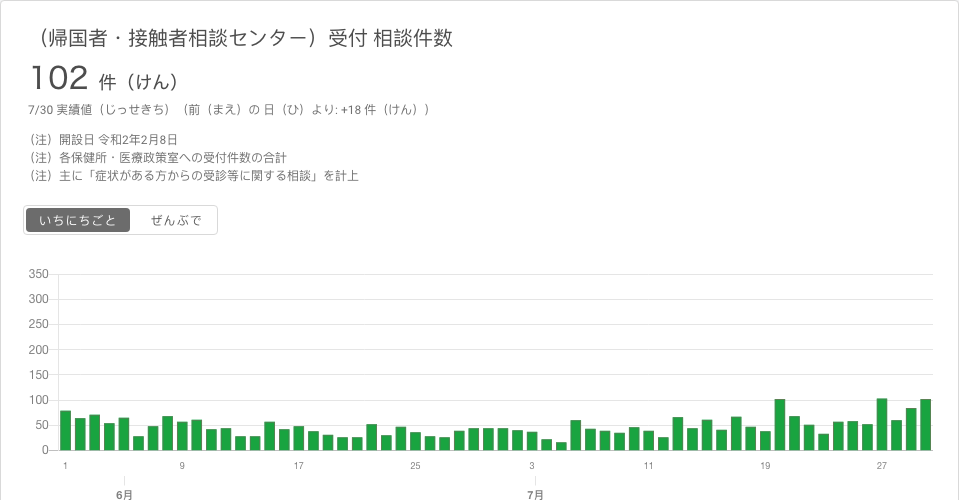 （帰国者・接触者相談センター）受付 相談件数
102 件（けん）
7/30 実績値（じっせきち）（前（まえ）の 日（ひ）より: +18 件（けん））
（注）開設日 令和2年2月8日
（注）各保健所・医療政策室への受付件数の合計
（注）主に「症状がある方からの受診等に関する相談」を計上
いちにちごと ぜんぶで
350
300
250
200
150
100
50
0
1 9 17 25 3 11 19 27
6月 7月